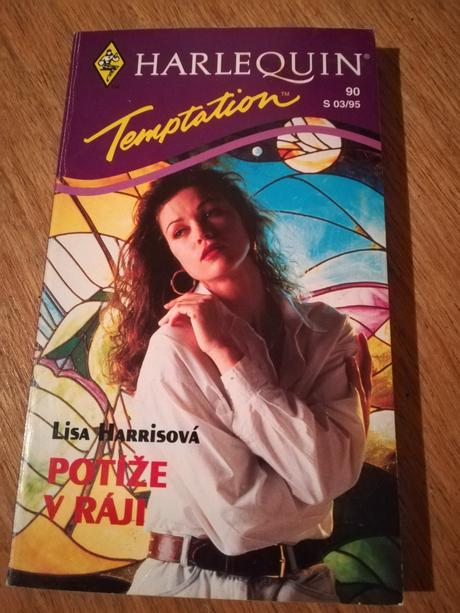 HARLEQUIN®
90
S 03/95
Temptation™
Lisa Harrisová
POTÍŽE
V RÁJI